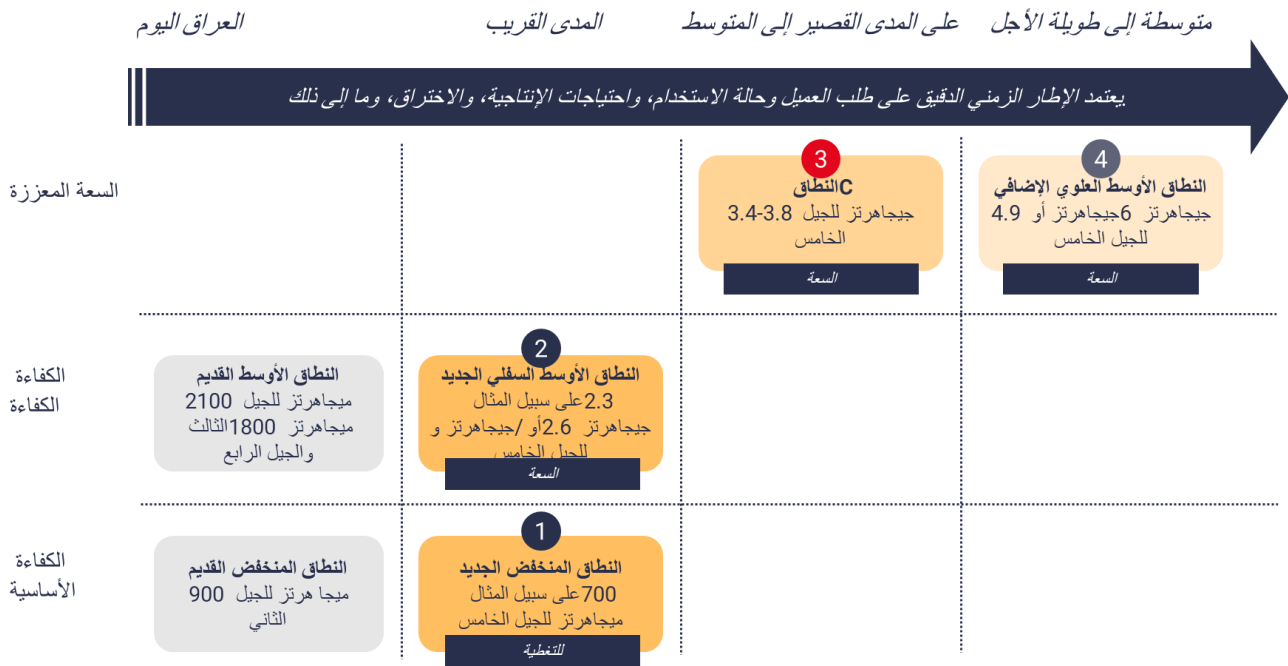 العراق اليوم
المدى القريب
على المدى القصير إلى المتوسط
متوسطة إلى طويلة الأجل
يعتمد الإطار الزمني الدقيق على طلب العميل وحالة الاستخدام، واحتياجات الإنتاجية، والاختراق، وما إلى ذلك
السعة المعززة
3
النطاقC
جيجاهرتز للجيل 3.4-3.8
الخامس
السعة
4
النطاق الأوسط العلوي الإضافي
جيجاهرتز 6جيجاهرتز أو 4.9
للجيل الخامس
السعة
الكفاءة
الكفاءة
النطاق الأوسط القديم
ميجاهرتز للجيل 2100
ميجاهرتز 1800الثالث
والجيل الرابع
2
النطاق الأوسط السفلي الجديد
2.3على سبيل المثال
جيجاهرتز 2.6أو /جيجاهرتز و
للجيل الخامس
السعة
الكفاءة
الأساسية
النطاق المنخفض القديم
ميجا هرتز للجيل 900
الثاني
1
النطاق المنخفض الجديد
700على سبيل المثال
ميجاهرتز للجيل الخامس
للتغطية